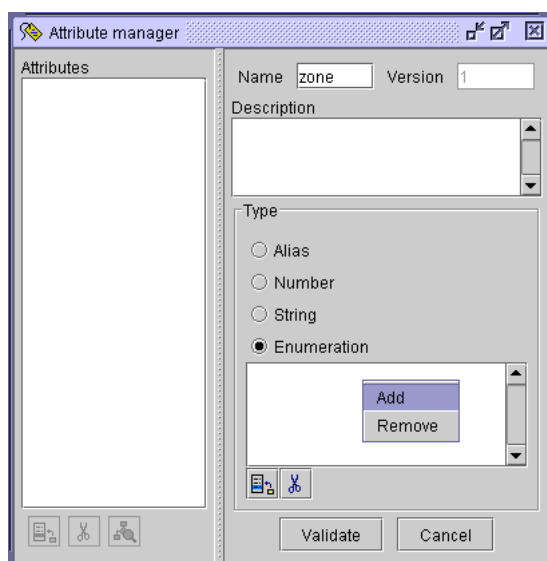 Attribute manager
Attributes
Name zone Version 1
Description
Type
Alias
Number
String
Enumeration
Add
Remove
Validate Cancel